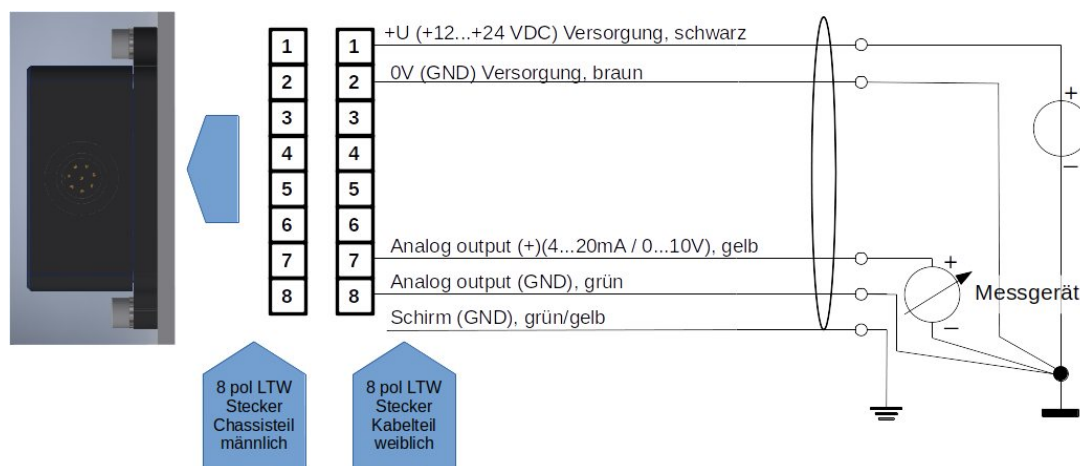 1 1 +U (+12...+24 VDC) Versorgung, schwarz
2 2 0V (GND) Versorgung, braun
3 3
4 4
5 5
6 6
7 7 Analog output (+)(4...20mA / 0...10V), gelb
8 8 Analog output (GND), grün
Schirm (GND), grün/gelb
+
−
+
−
Messgerät
8 pol LTW
Stecker
Chassisteil
männlich
8 pol LTW
Stecker
Kabelteil
weiblich